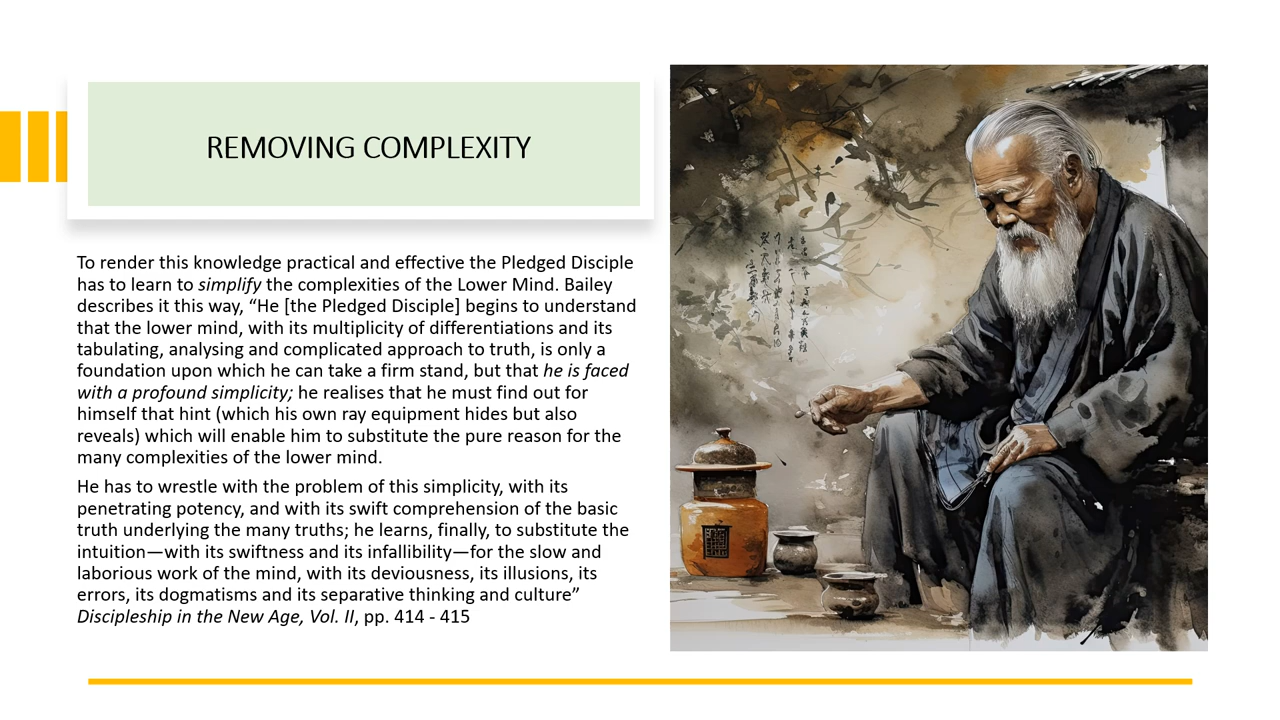 REMOVING COMPLEXITY
To render this knowledge practical and effective the Pledged Disciple
has to learn to simplify the complexities of the Lower Mind. Bailey
describes it this way, “He [the Pledged Disciple] begins to understand
that the lower mind, with its multiplicity of differentiations and its
tabulating, analysing and complicated approach to truth, is only a
foundation upon which he can take a firm stand, but that he is faced
with a profound simplicity; he realises that he must find out for
himself that hint (which his own ray equipment hides but also
reveals) which will enable him to substitute the pure reason for the
many complexities of the lower mind.
He has to wrestle with the problem of this simplicity, with its
penetrating potency, and with its swift comprehension of the basic
truth underlying the many truths; he learns, finally, to substitute the
intuition—with its swiftness and its infallibility—for the slow and
laborious work of the mind, with its deviousness, its illusions, its
errors, its dogmatisms and its separative thinking and culture”
Discipleship in the New Age, Vol. II, pp. 414 - 415